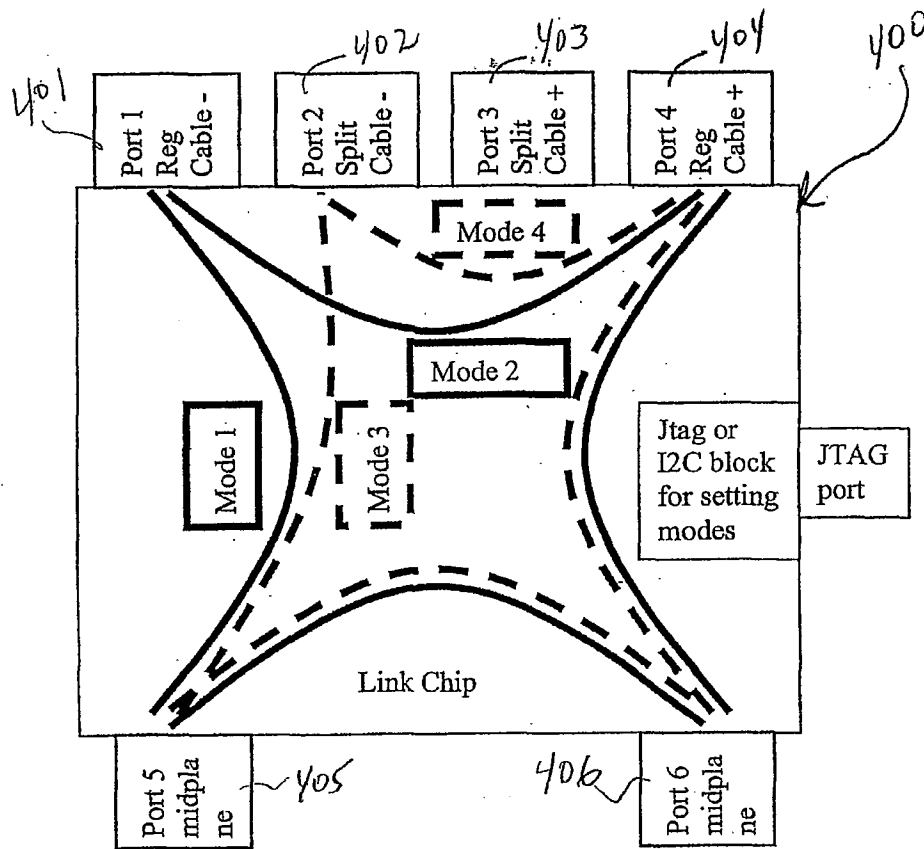 401
402
403
404
400
Port 1
Reg
Cable -
Port 2
Split
Cable -
Port 3
Split
Cable +
Port 4
Reg
Cable +
Mode 4
Mode 2
Mode 1
Mode 3
Jtag or
I2C block
for setting
modes
JTAG
port
Link Chip
Port 5
midpla
ne
405
406
Port 6
midpla
ne